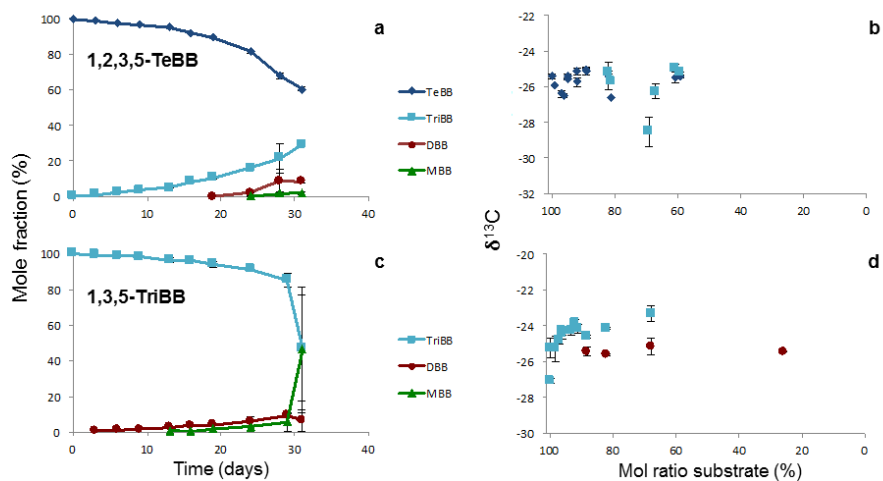 a
1,2,3,5-TeBB
100
80
60
40
20
0
0
10
20
30
40
TeBB
TriBB
DBB
MBB
b
-22
-24
-26
-28
-30
-32
100
80
60
40
20
0
Mole fraction (%)
δ13C
c
1,3,5-TriBB
100
80
60
40
20
0
0
10
20
30
40
Time (days)
TriBB
DBB
MBB
d
-20
-22
-24
-26
-28
-30
100
80
60
40
20
0
Mol ratio substrate (%)